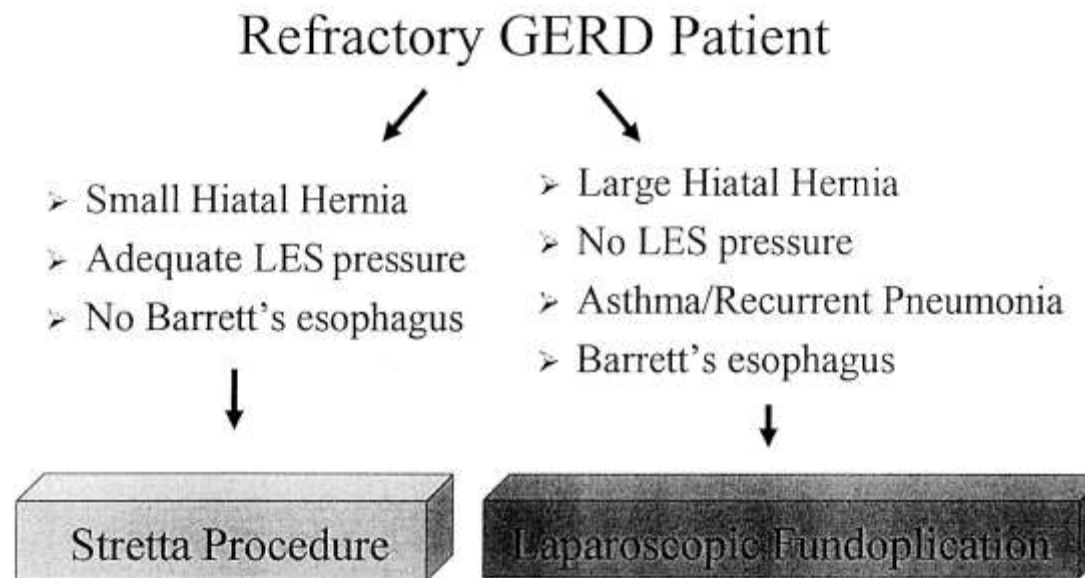 Refractory GERD Patient
➢ Small Hiatal Hernia
➢ Adequate LES pressure
➢ No Barrett's esophagus
Stretta Procedure
➢ Large Hiatal Hernia
➢ No LES pressure
➢ Asthma/Recurrent Pneumonia
➢ Barrett's esophagus
Laparoscopic Fundoplication